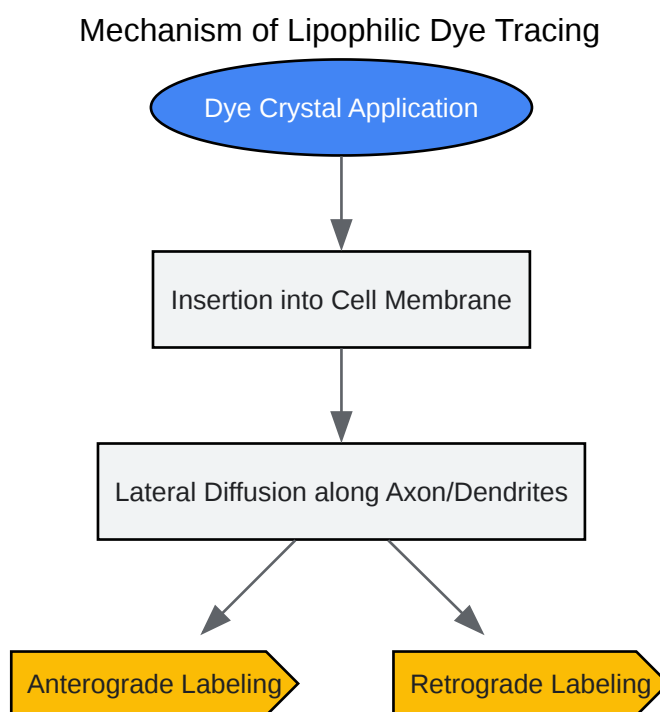 Mechanism of Lipophilic Dye Tracing
Dye Crystal Application
Insertion into Cell Membrane
Lateral Diffusion along Axon/Dendrites
Anterograde Labeling
Retrograde Labeling